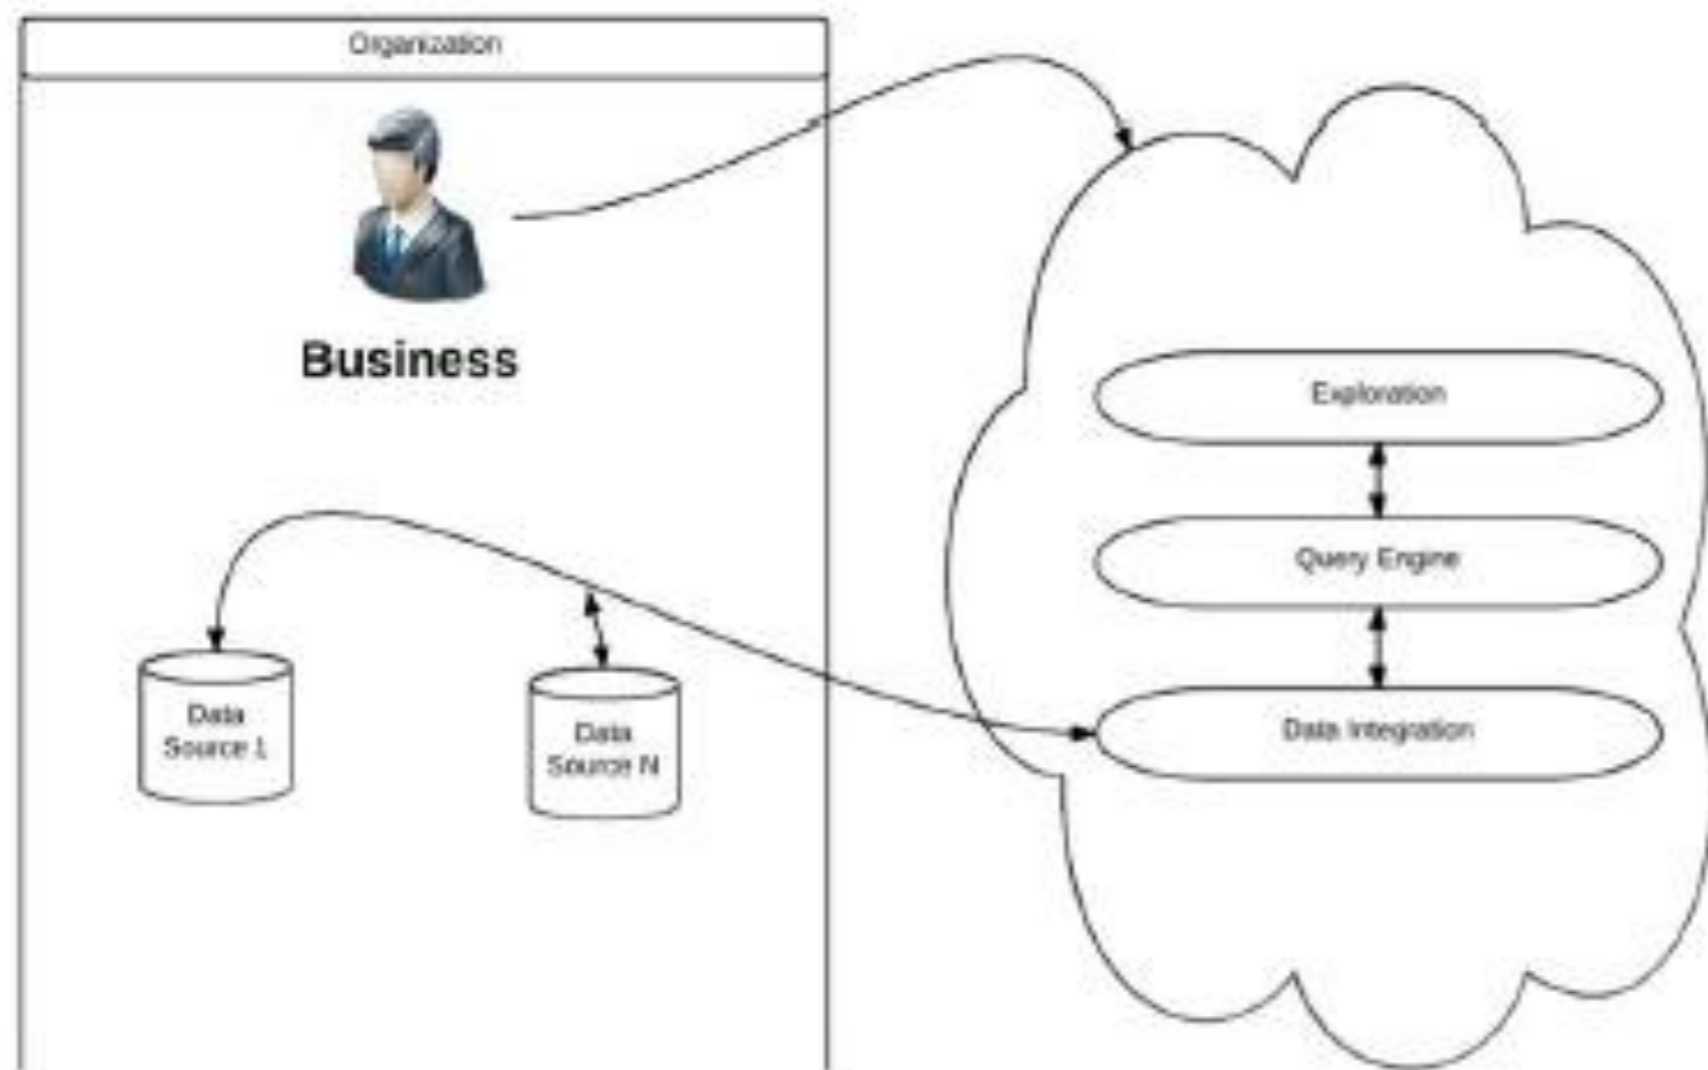 Organization
Business
Data
Source 1
Data
Source N
Exploration
Query Engine
Data Integration